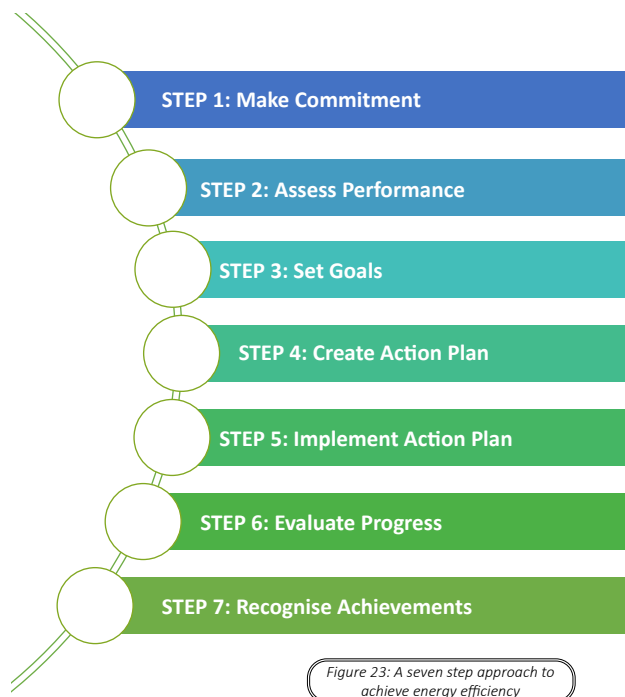 STEP 1: Make Commitment
STEP 2: Assess Performance
STEP 3: Set Goals
STEP 4: Create Action Plan
STEP 5: Implement Action Plan
STEP 6: Evaluate Progress
STEP 7: Recognise Achievements
Figure 23: A seven step approach to
achieve energy efficiency